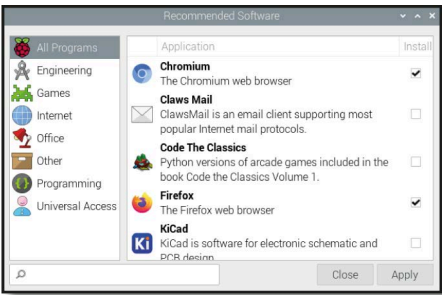 Recommended Software
All Programs
Engineering
Games
Internet
Office
Other
Programming
Universal Access
Application
Install
Chromium
The Chromium web browser
Claws Mail
ClawsMail is an email client supporting most
popular Internet mail protocols.
Code The Classics
Python versions of arcade games included in the
book Code the Classics Volume 1.
Firefox
The Firefox web browser
KiCad
Ki
KiCad is software for electronic schematic and
PCB design
Close
Apply